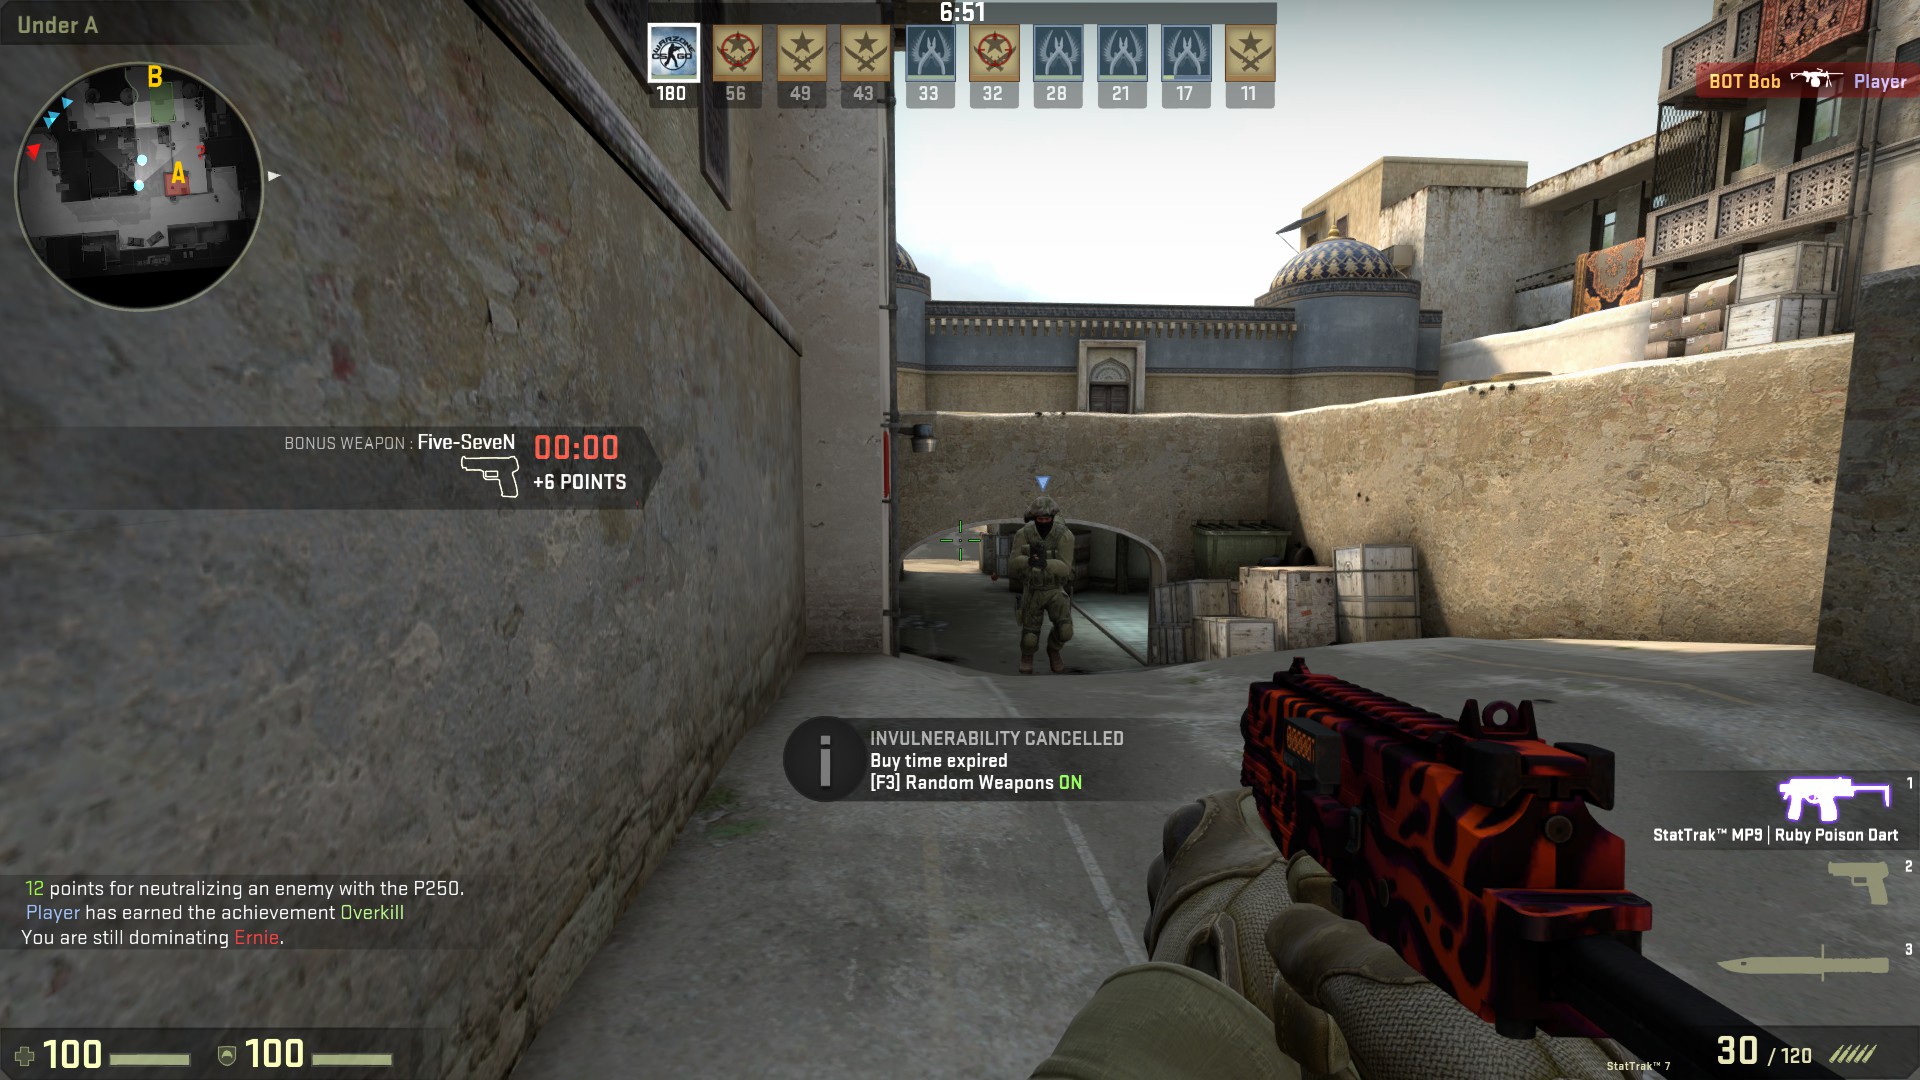 Under A
6:51
B
A
180 56 49 43 33 32 28 21 17 11
BOT Bob Player
BONUS WEAPON : Five-SeveN 00:00
+6 POINTS
INVULNERABILITY CANCELLED
Buy time expired
[F3] Random Weapons ON
1
StatTrak™ MP9 | Ruby Poison Dart
2
3
12 points for neutralizing an enemy with the P250.
Player has earned the achievement Overkill
You are still dominating Ernie.
100 100
StatTrak™ 7
30 / 120